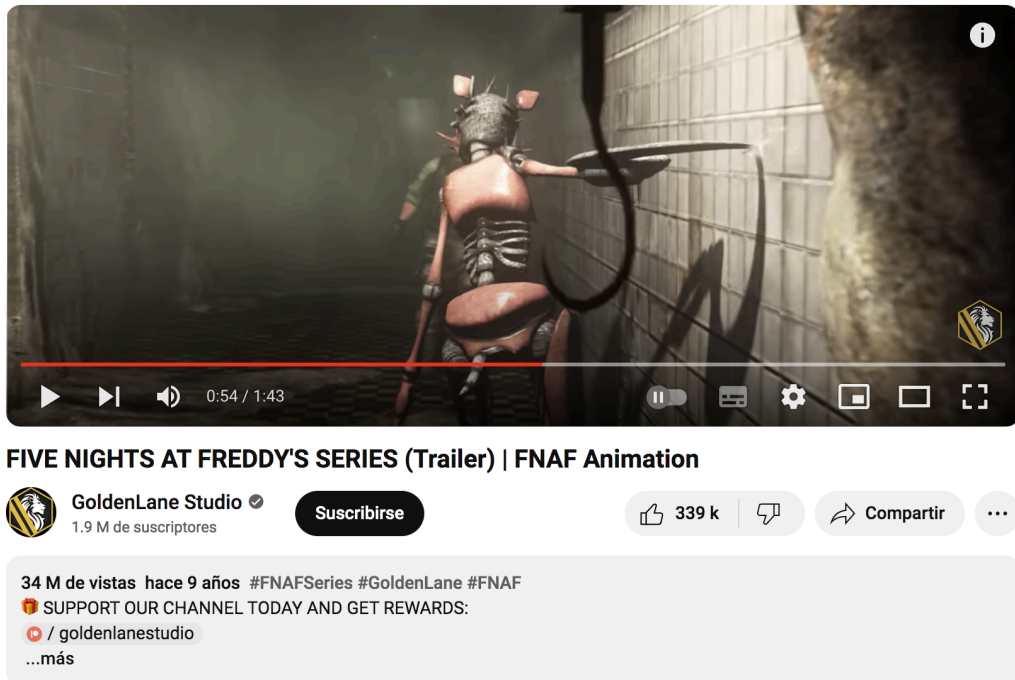 0:54 / 1:43
FIVE NIGHTS AT FREDDY'S SERIES (Trailer) | FNAF Animation
GoldenLane Studio
1.9 M de suscriptores
Suscribirse
339 k
Compartir
34 M de vistas hace 9 años #FNAFSeries #GoldenLane #FNAF
SUPPORT OUR CHANNEL TODAY AND GET REWARDS:
/ goldenlanestudio
...más